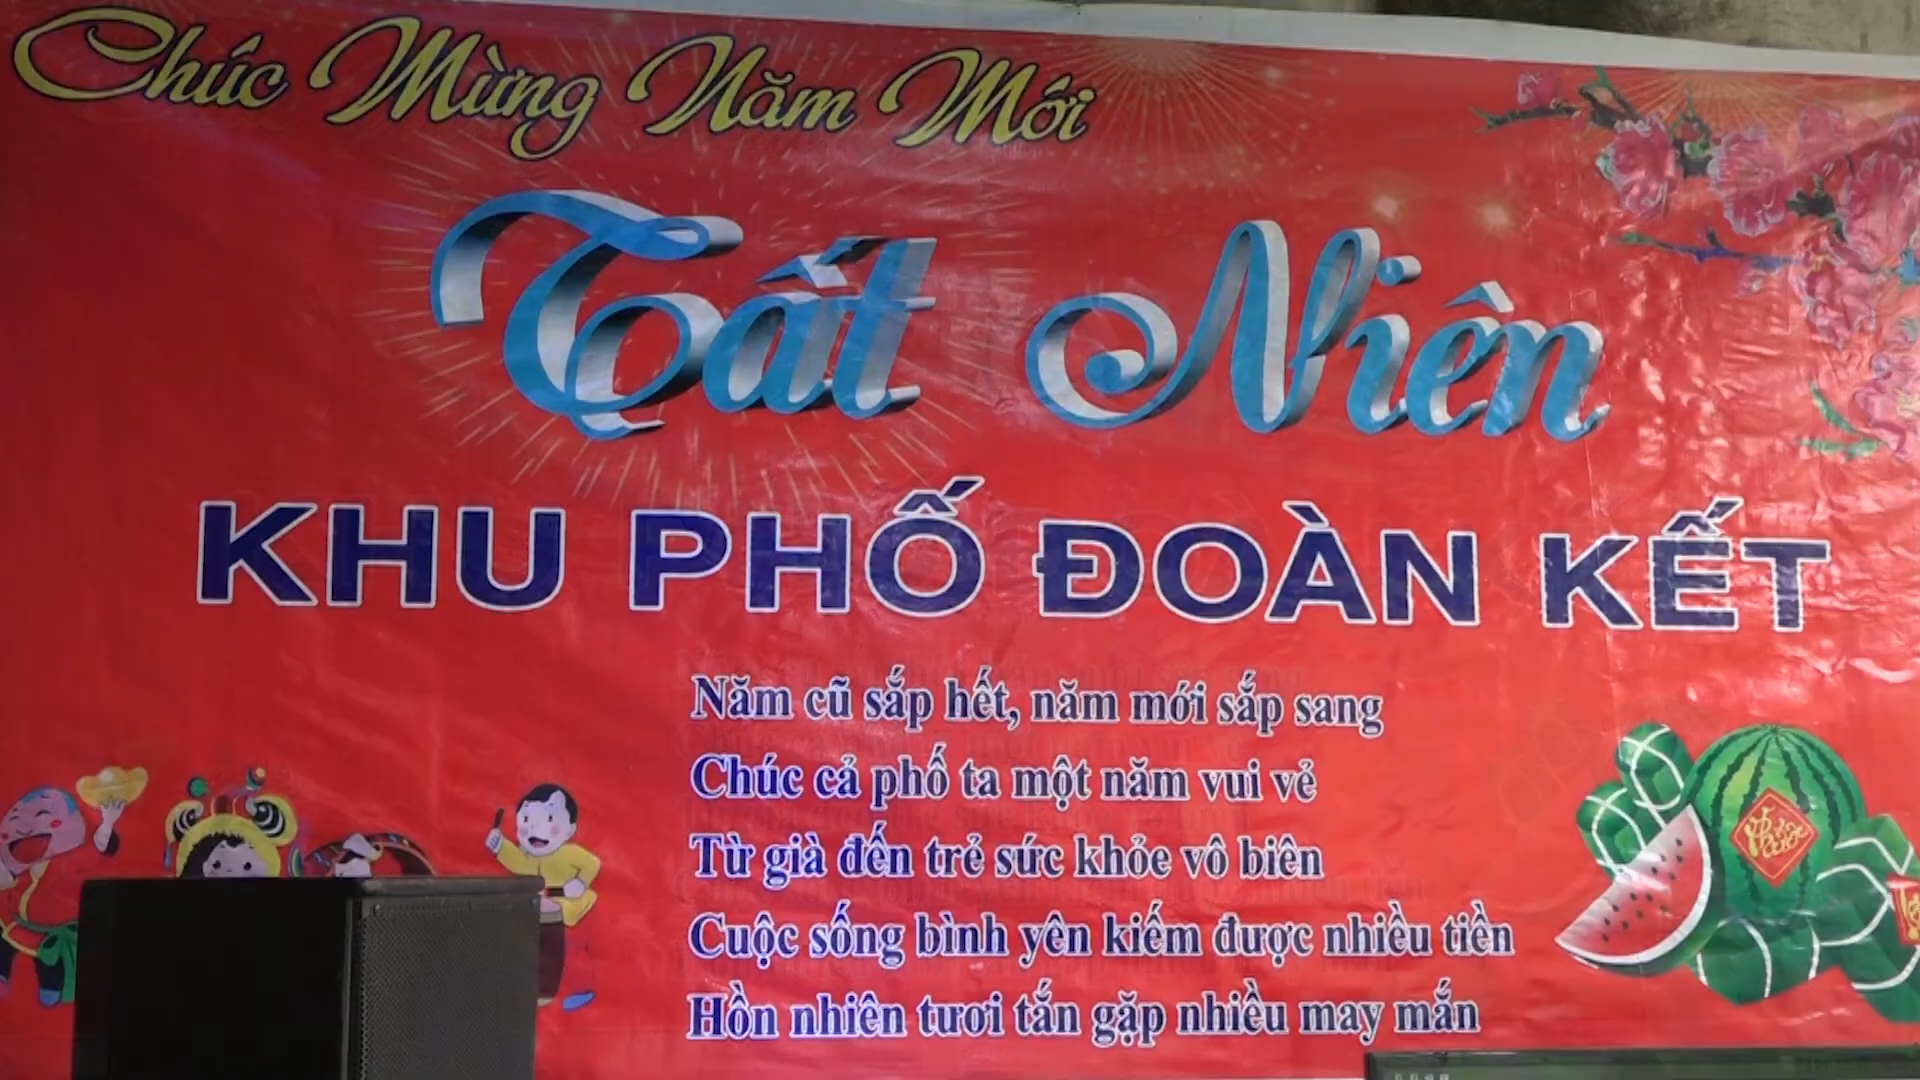 Chúc Mừng Năm Mới
Tất Niên
KHU PHỐ ĐOÀN KẾT
Năm cũ sắp hết, năm mới sắp sang
Chúc cả phố ta một năm vui vẻ
Từ già đến trẻ sức khỏe vô biên
Cuộc sống bình yên kiếm được nhiều tiền
Hồn nhiên tươi tắn gặp nhiều may mắn